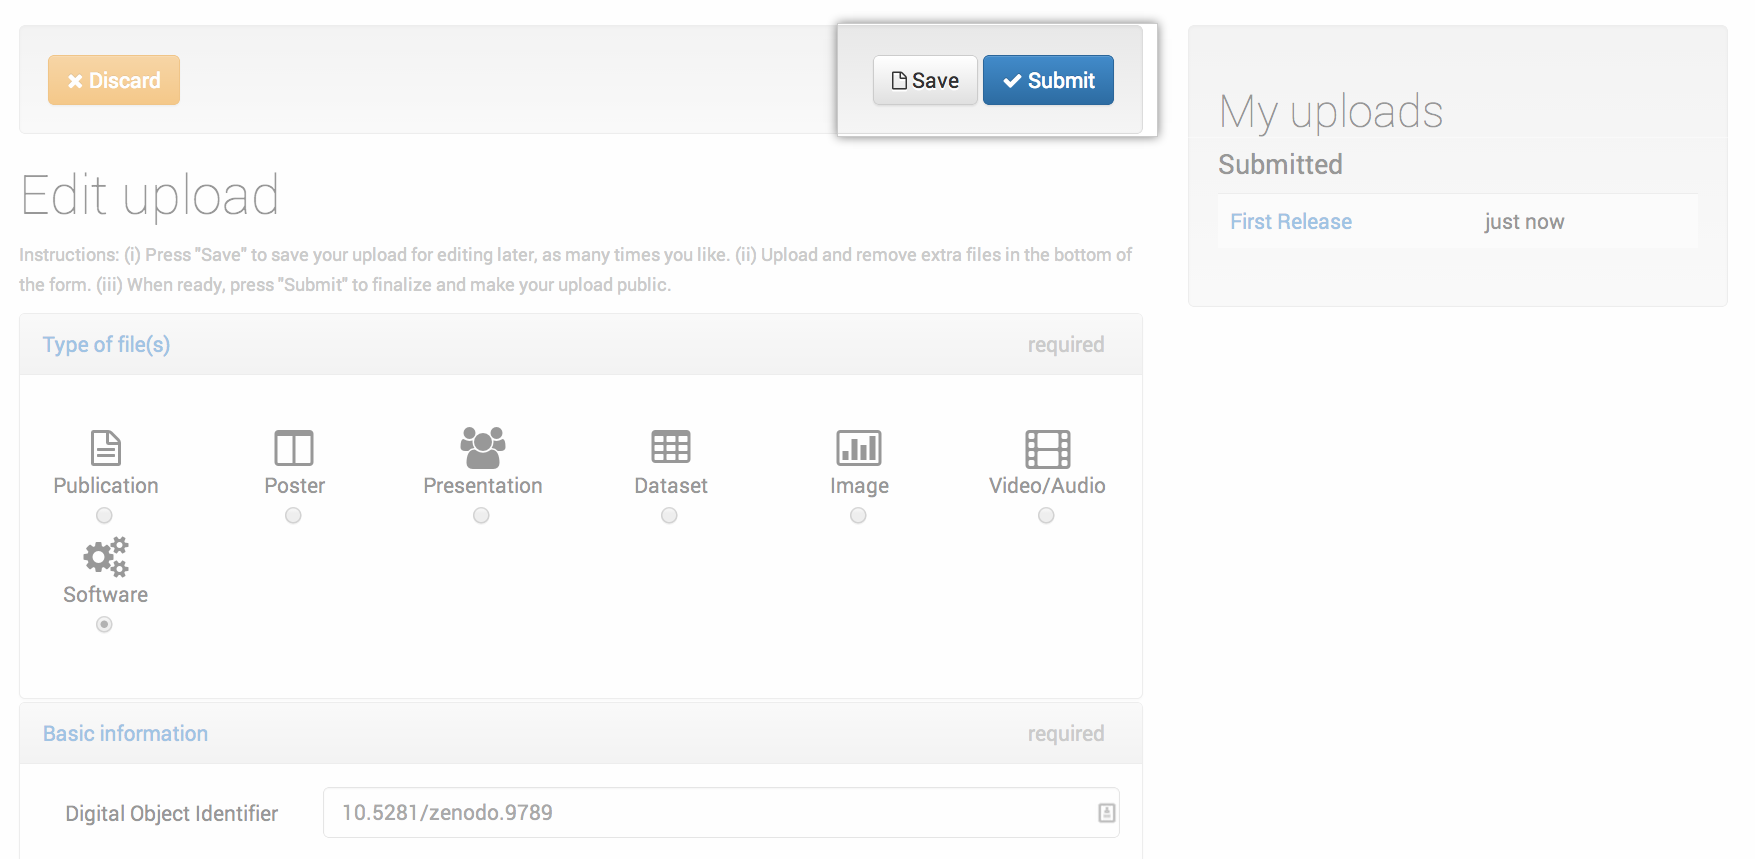 Discard
Save
Submit
My uploads
Submitted
First Release just now
Edit upload
Instructions: (i) Press "Save" to save your upload for editing later, as many times you like. (ii) Upload and remove extra files in the bottom of
the form. (iii) When ready, press "Submit" to finalize and make your upload public.
Type of file(s) required
Publication Poster Presentation Dataset Image Video/Audio
Software
Basic information required
Digital Object Identifier 10.5281/zenodo.9789